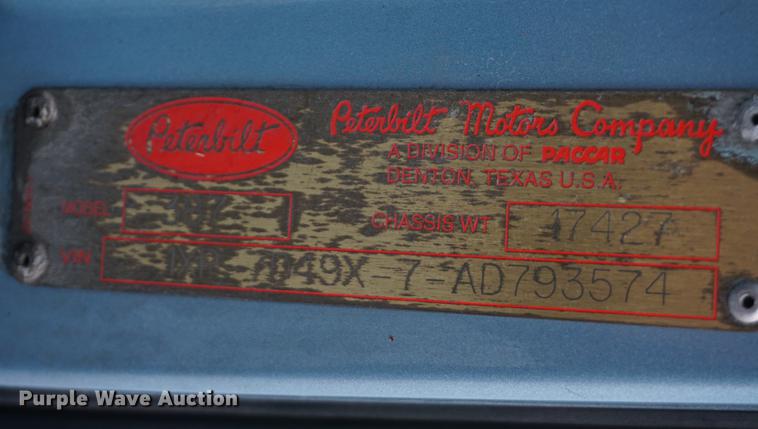 Peterbilt
Peterbilt Motors Company
A DIVISION OF PACCAR
DENTON, TEXAS U.S.A.
MODEL
CHASSIS WT 17427
VIN 49X-7-AD793574
Purple Wave Auction